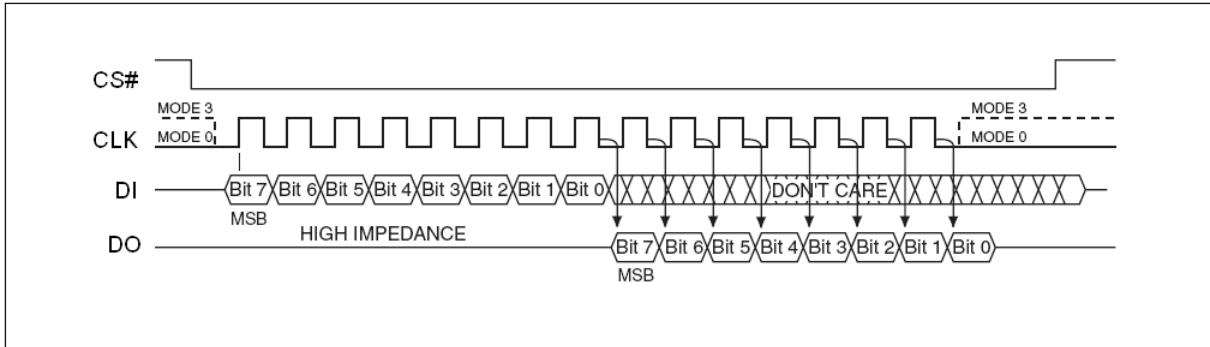 CS#
MODE 3 MODE 3
CLK MODE 0 MODE 0
DI Bit 7 Bit 6 Bit 5 Bit 4 Bit 3 Bit 2 Bit 1 Bit 0 DON'T CARE
MSB
HIGH IMPEDANCE
DO Bit 7 Bit 6 Bit 5 Bit 4 Bit 3 Bit 2 Bit 1 Bit 0
MSB